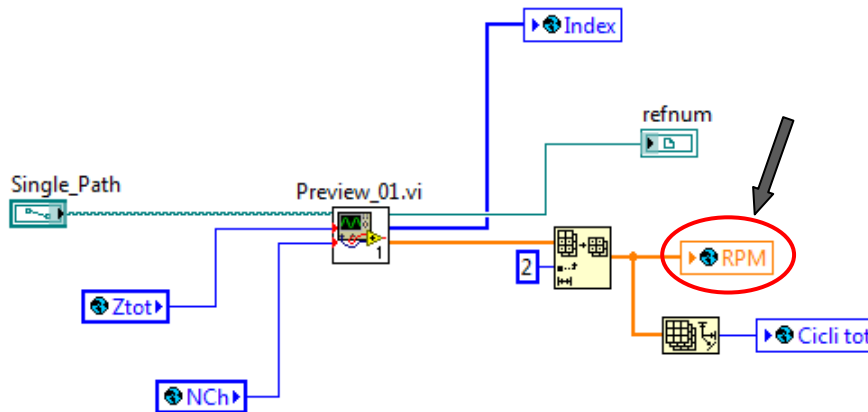 Index
refnum
Single_Path
Preview_01.vi
1
2
RPM
Ztot
Cicli tot
NCh